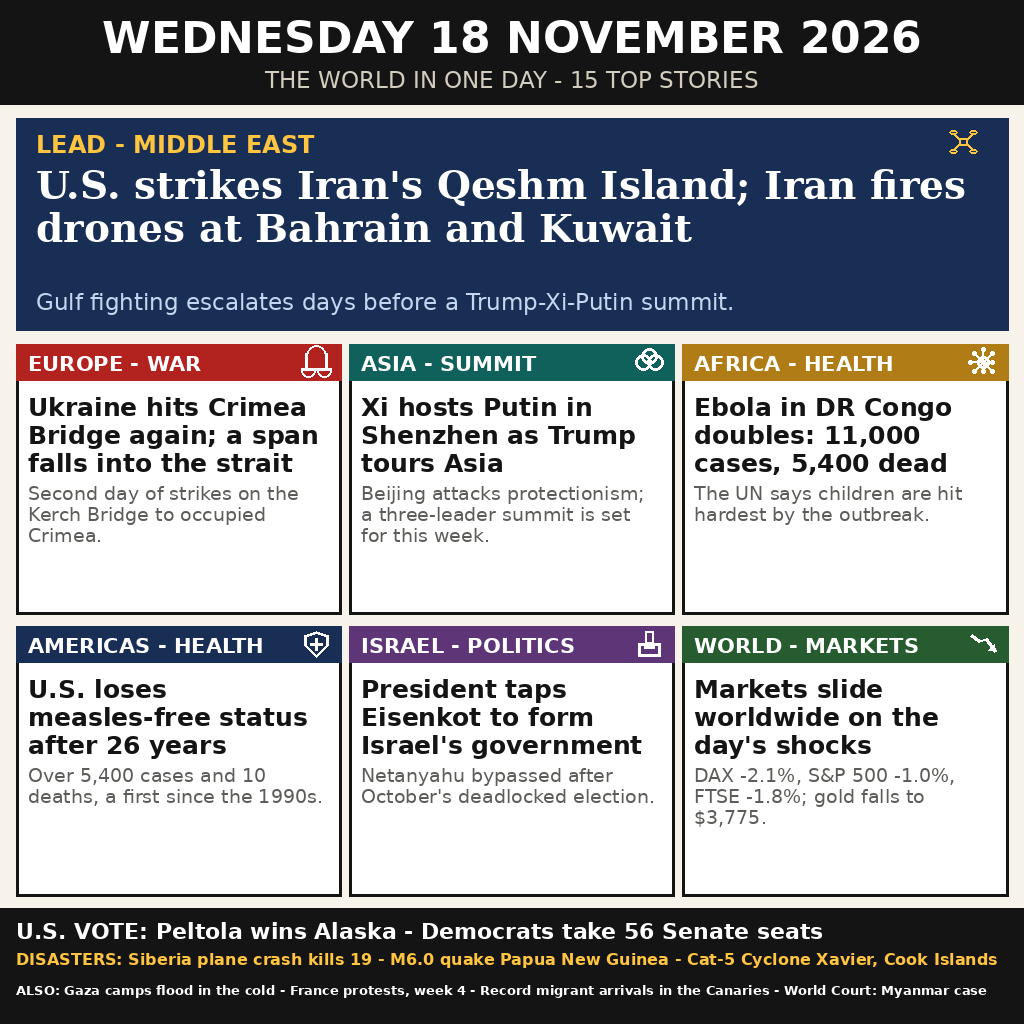 WEDNESDAY 18 NOVEMBER 2026
THE WORLD IN ONE DAY - 15 TOP STORIES
LEAD - MIDDLE EAST
U.S. strikes Iran's Qeshm Island; Iran fires
drones at Bahrain and Kuwait
Gulf fighting escalates days before a Trump-Xi-Putin summit.
EUROPE - WAR
Ukraine hits Crimea
Bridge again; a span
falls into the strait
Second day of strikes on the
Kerch Bridge to occupied
Crimea.
ASIA - SUMMIT
Xi hosts Putin in
Shenzhen as Trump
tours Asia
Beijing attacks protectionism;
a three-leader summit is set
for this week.
AFRICA - HEALTH
Ebola in DR Congo
doubles: 11,000
cases, 5,400 dead
The UN says children are hit
hardest by the outbreak.
AMERICAS - HEALTH
U.S. loses
measles-free status
after 26 years
Over 5,400 cases and 10
deaths, a first since the 1990s.
ISRAEL - POLITICS
President taps
Eisenkot to form
Israel's government
Netanyahu bypassed after
October's deadlocked election.
WORLD - MARKETS
Markets slide
worldwide on the
day's shocks
DAX -2.1%, S&P 500 -1.0%,
FTSE -1.8%; gold falls to
$3,775.
U.S. VOTE: Peltola wins Alaska - Democrats take 56 Senate seats
DISASTERS: Siberia plane crash kills 19 - M6.0 quake Papua New Guinea - Cat-5 Cyclone Xavier, Cook Islands
ALSO: Gaza camps flood in the cold - France protests, week 4 - Record migrant arrivals in the Canaries - World Court: Myanmar case